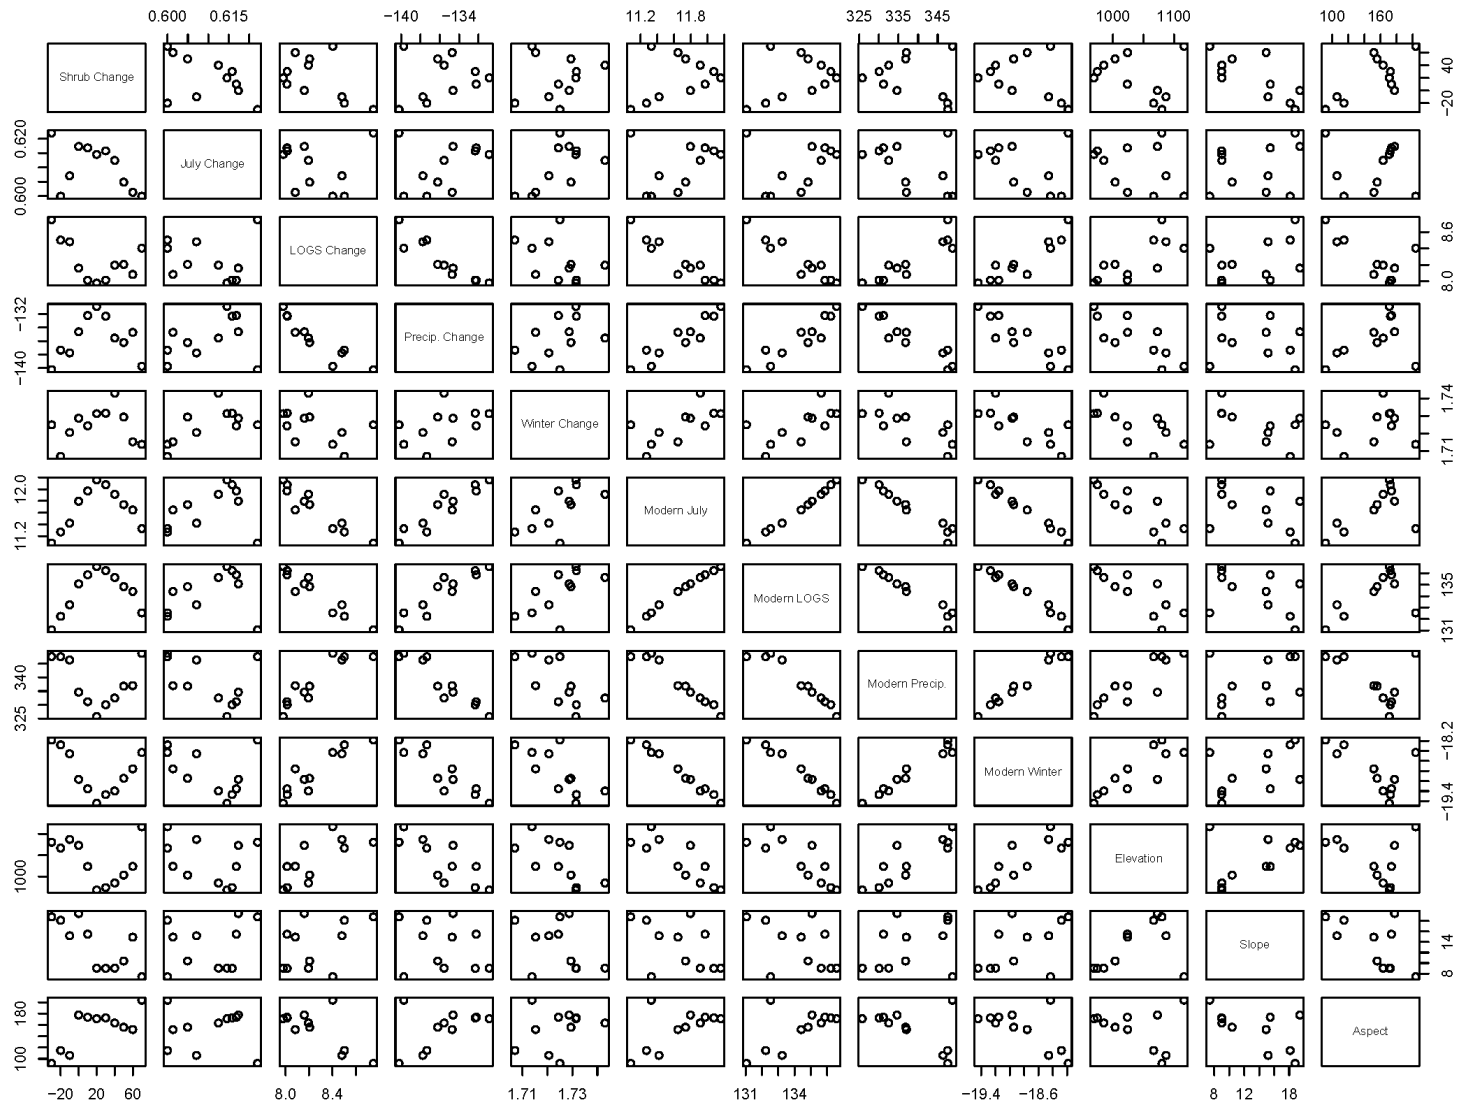 0.600 0.615 −140 −134 11.2 11.8 325 335 345 1000 1100 100 160
Shrub Change
−20 40
0.600 0.620
July Change
LOGS Change
8.0 8.6
−140 −132
Precip. Change
Winter Change
1.71 1.74
11.2 12.0
Modern July
Modern LOGS
131 135
325 340
Modern Precip.
Modern Winter
−19.4 −18.2
1000
Elevation
Slope
8 14
100 180
Aspect
−20 20 60 8.0 8.4 1.71 1.73 131 134 −19.4 −18.6 8 12 18